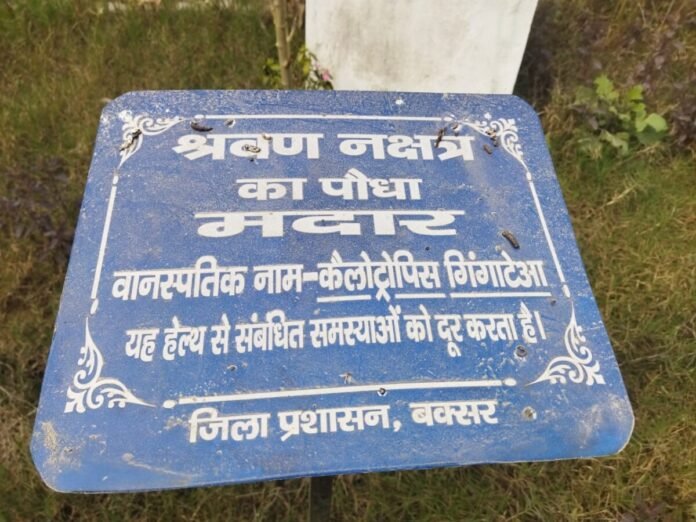 श्रवण नक्षत्र
का पौधा
मदार
वानस्पतिक नाम-कैलोट्रोपिस गिंगाटेआ
यह हेल्थ से संबंधित समस्याओं को दूर करता है।
जिला प्रशासन, बक्सर